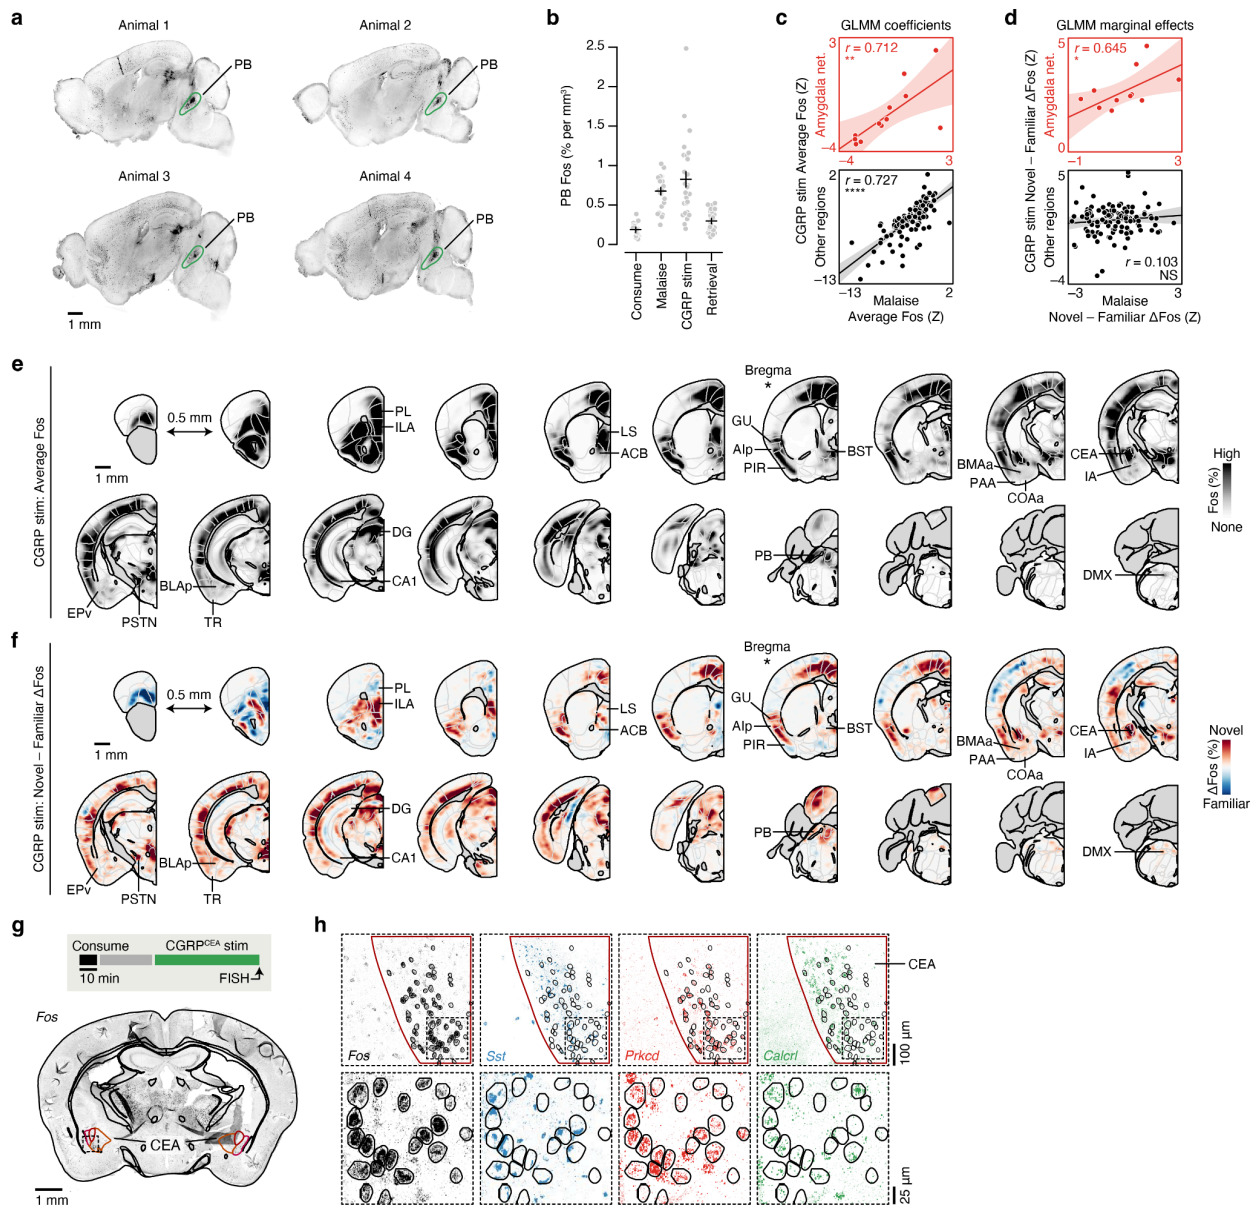 a
Animal 1
Animal 2
PB
PB
Animal 3
Animal 4
PB
PB
1 mm
b
PB Fos (% per mm³)
2.5
2
1.5
1
0.5
0
Consume
Malaise
CGRP stim
Retrieval
c
GLMM coefficients
CGRP stim Average Fos (Z)
Amygdala net.
Other regions
3
r = 0.712
**
−4
−4
3
2
r = 0.727
****
−13
−13
2
Malaise
Average Fos (Z)
d
GLMM marginal effects
CGRP stim Novel – Familiar ΔFos (Z)
Amygdala net.
Other regions
5
r = 0.645
*
0
−1
3
5
r = 0.103
NS
−4
−3
3
Malaise
Novel – Familiar ΔFos (Z)
e
CGRP stim: Average Fos
0.5 mm
1 mm
PL
ILA
LS
ACB
Bregma
*
GU
AIp
PIR
BST
BMAa
PAA
COAa
CEA
IA
High
Fos (%)
None
EPv
PSTN
BLAp
TR
DG
CA1
PB
DMX
f
CGRP stim: Novel – Familiar ΔFos
0.5 mm
1 mm
PL
ILA
LS
ACB
Bregma
*
GU
AIp
PIR
BST
BMAa
PAA
COAa
CEA
IA
Novel
ΔFos (%)
Familiar
EPv
PSTN
BLAp
TR
DG
CA1
PB
DMX
g
Consume
CGRPᶜᴱᴬ stim
10 min
FISH
Fos
CEA
1 mm
h
Fos
Sst
Prkcd
Calcrl
CEA
100 µm
25 µm